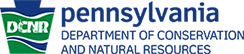 DCNR
pennsylvania
DEPARTMENT OF CONSERVATION
AND NATURAL RESOURCES